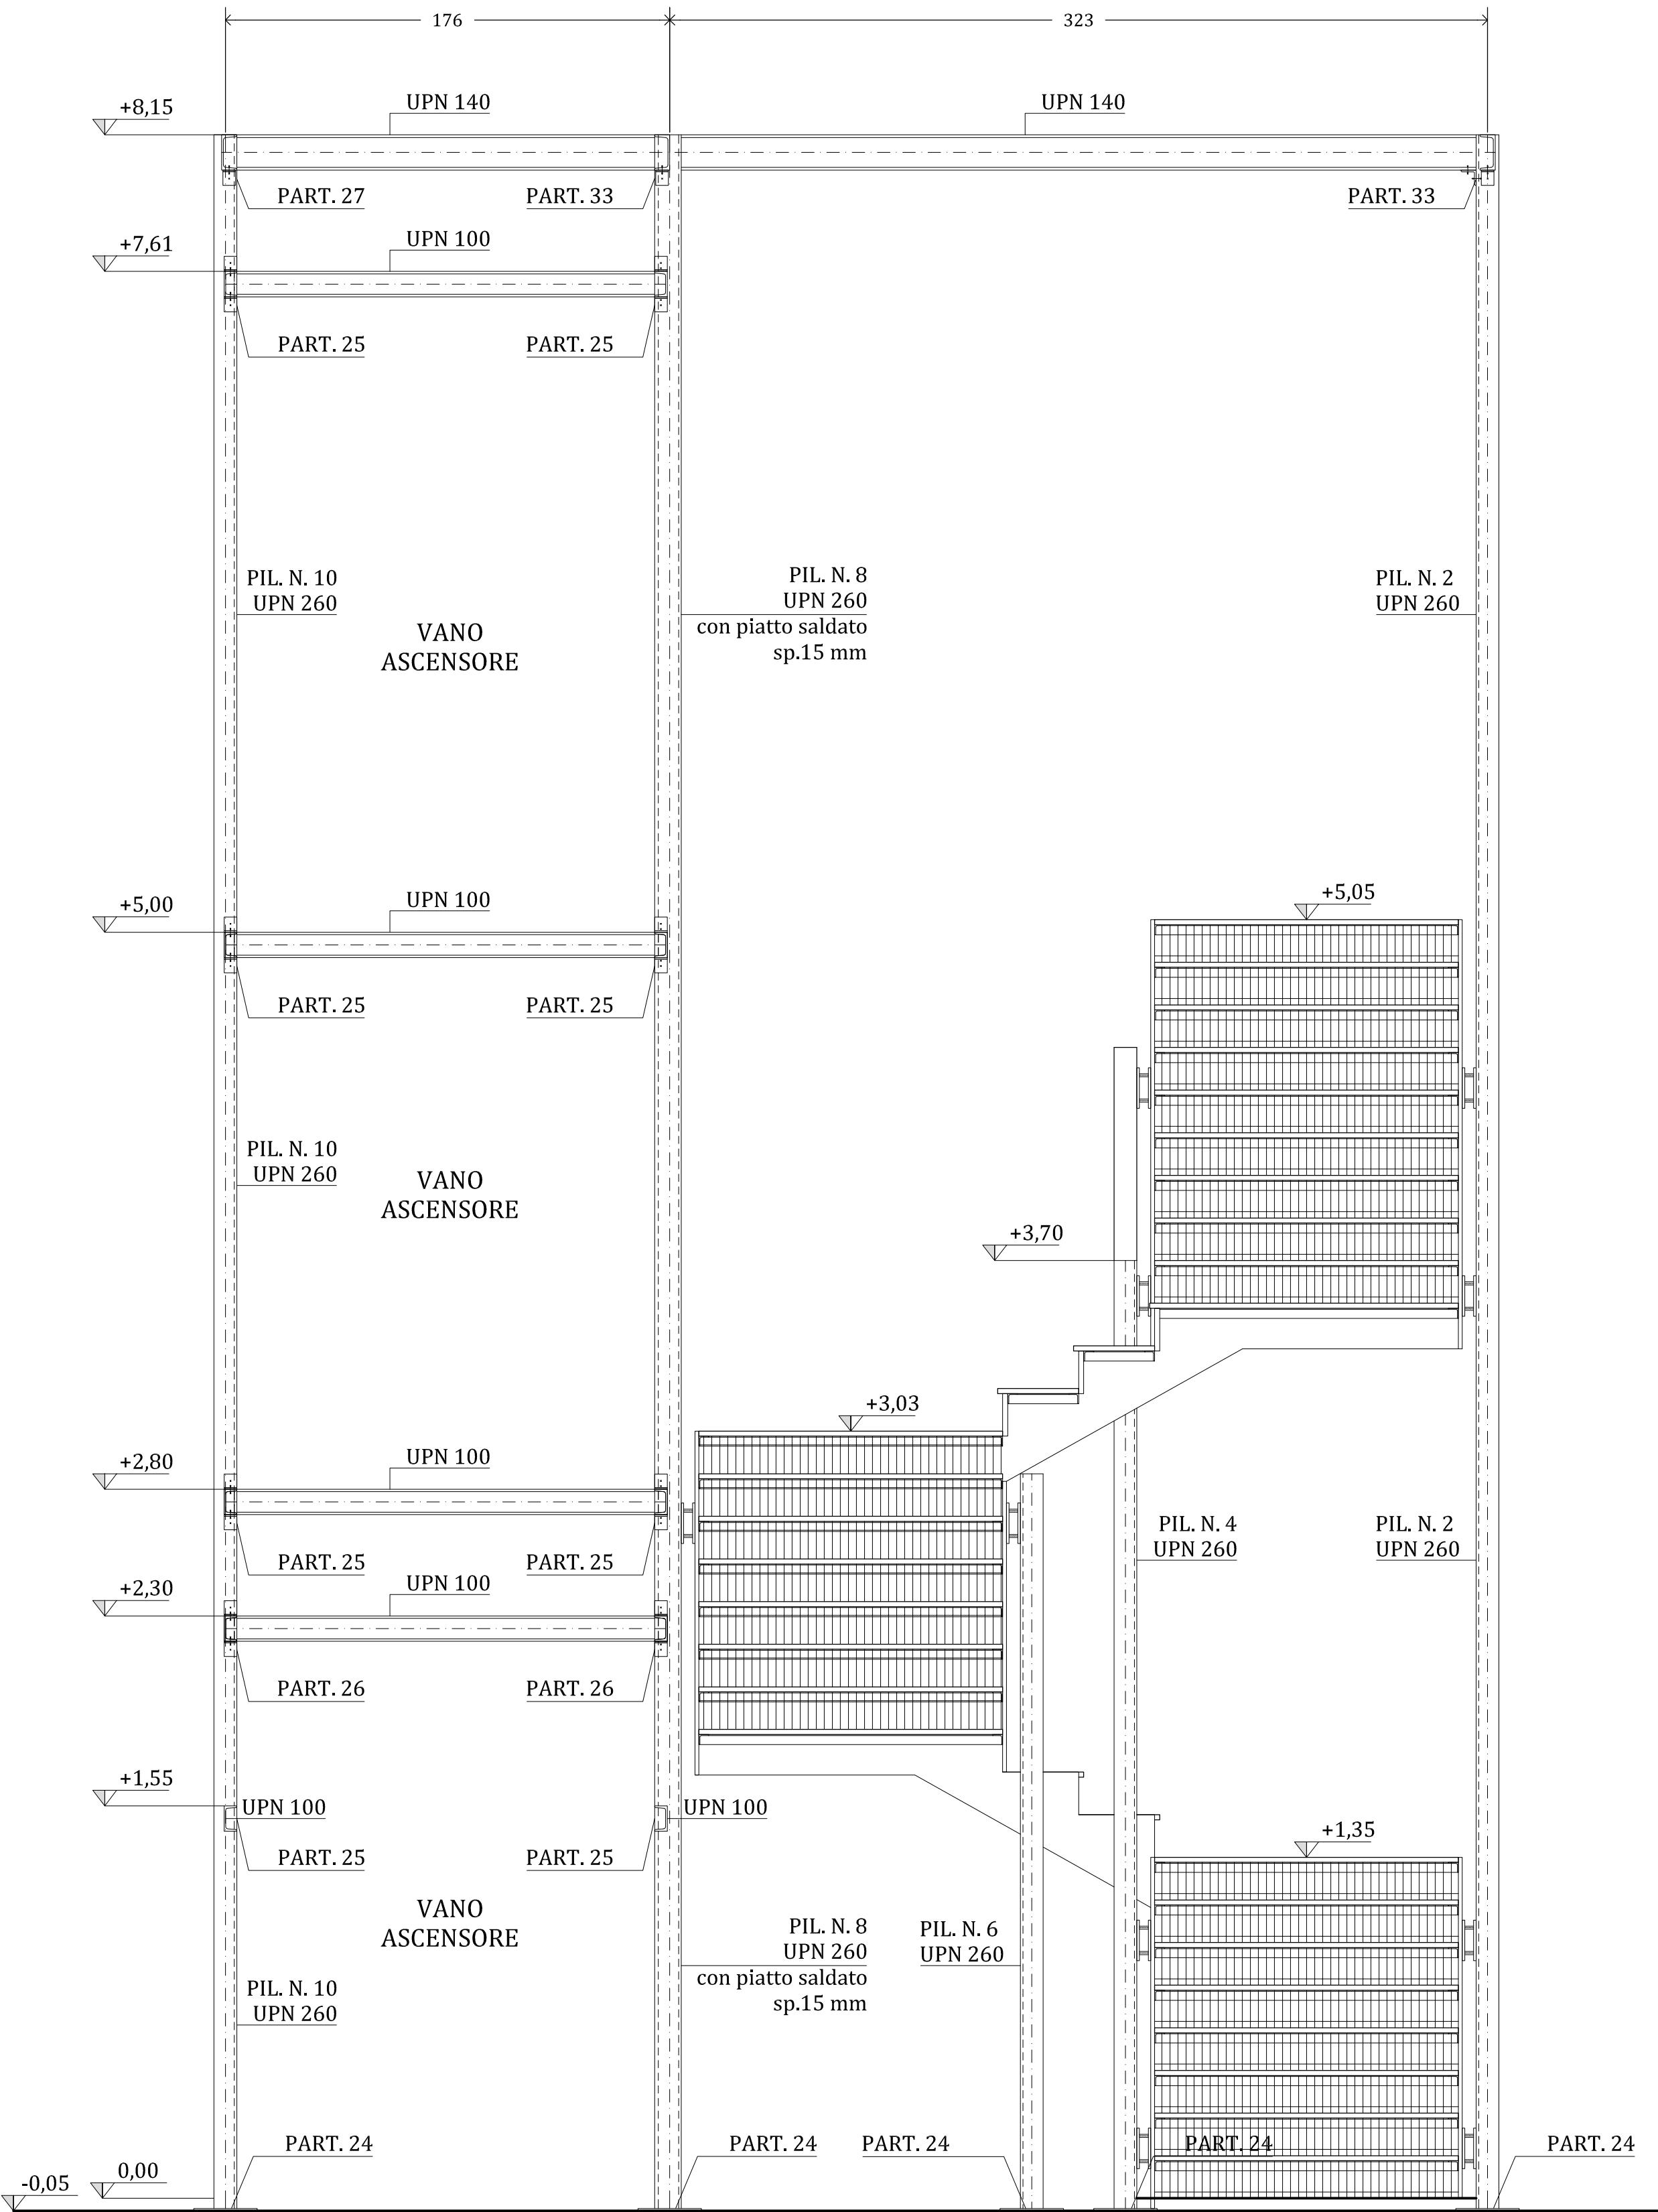 176
323
UPN 140
UPN 140
+8,15
PART. 27
PART. 33
PART. 33
+7,61
UPN 100
PART. 25
PART. 25
PIL. N. 10
UPN 260
VANO
ASCENSORE
PIL. N. 8
UPN 260
con piatto saldato
sp.15 mm
PIL. N. 2
UPN 260
+5,00
UPN 100
+5,05
PART. 25
PART. 25
PIL. N. 10
UPN 260
VANO
ASCENSORE
+3,70
+3,03
+2,80
UPN 100
PART. 25
PART. 25
PIL. N. 4
UPN 260
PIL. N. 2
UPN 260
+2,30
UPN 100
PART. 26
PART. 26
+1,55
UPN 100
UPN 100
+1,35
PART. 25
PART. 25
VANO
ASCENSORE
PIL. N. 8
UPN 260
con piatto saldato
sp.15 mm
PIL. N. 6
UPN 260
PIL. N. 10
UPN 260
PART. 24
PART. 24
PART. 24
PART. 24
PART. 24
0,00
-0,05